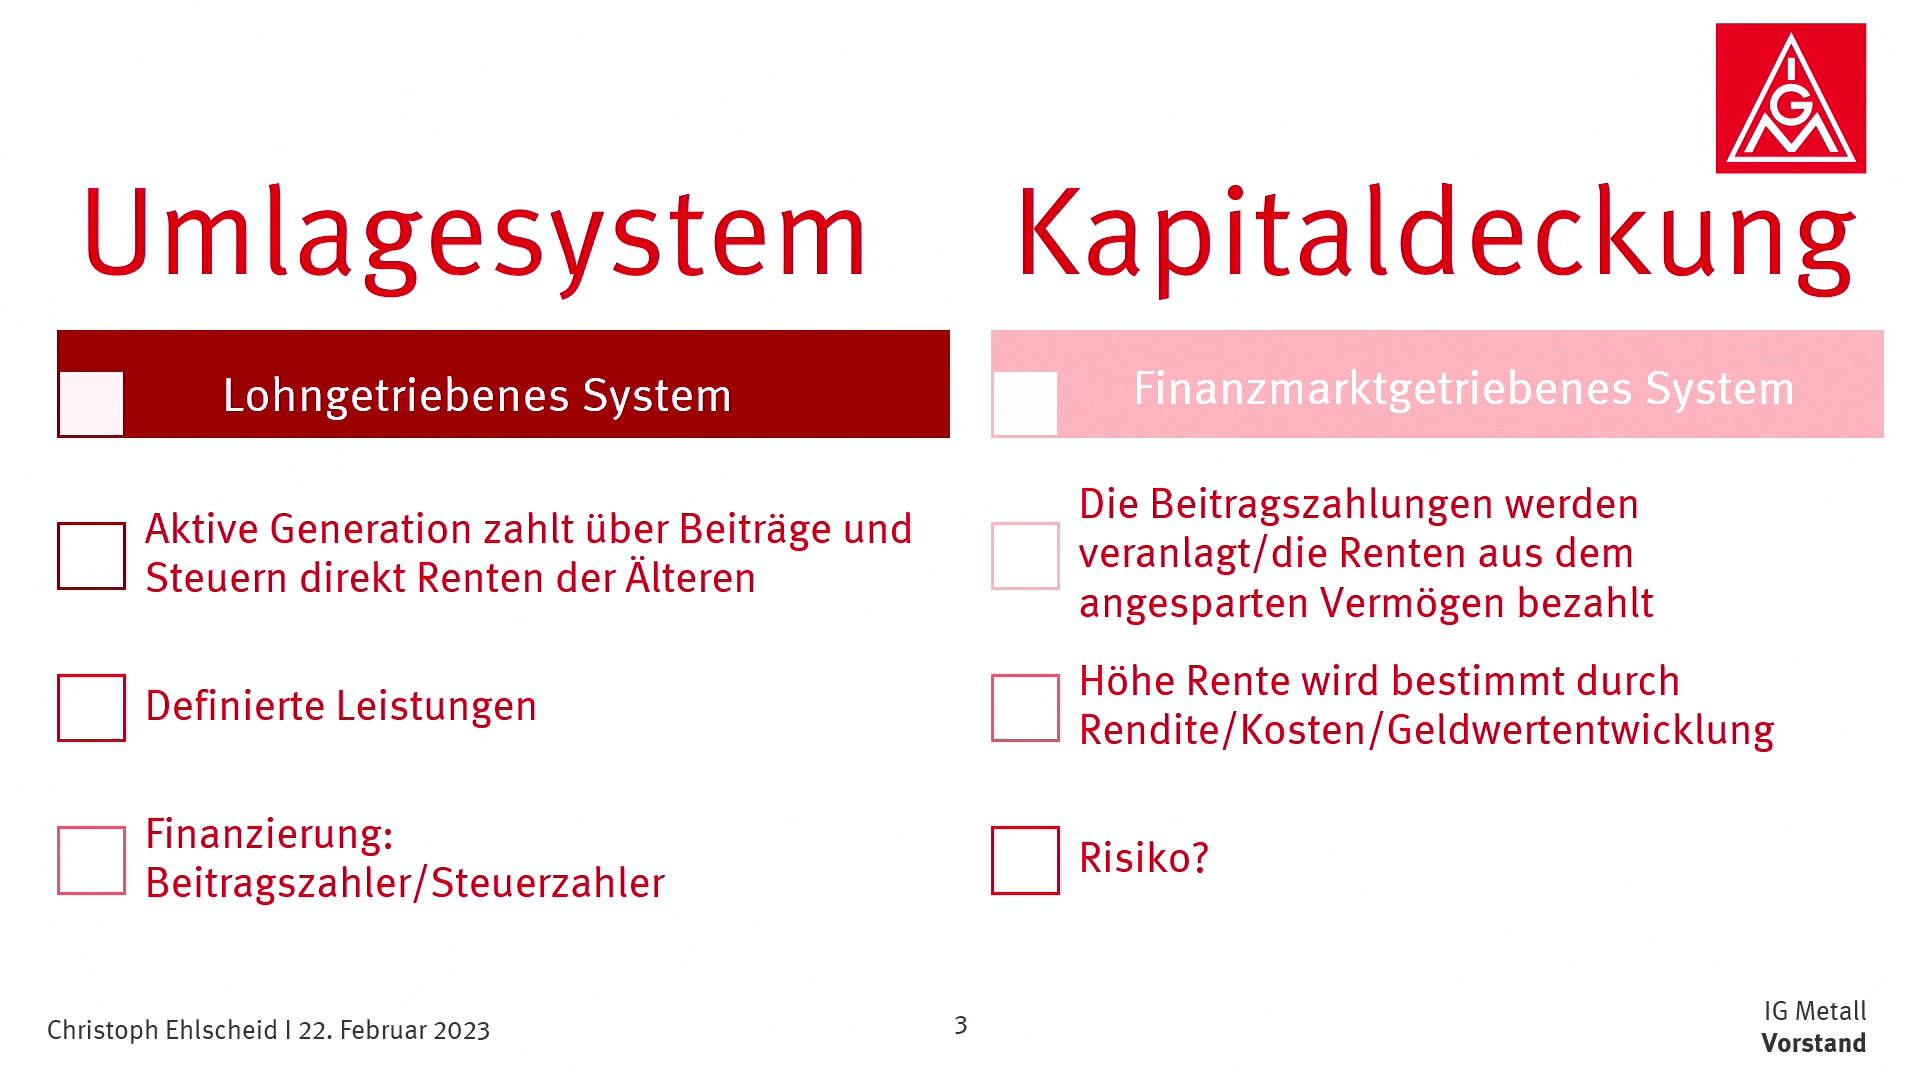 IGM
Umlagesystem
Lohngetriebenes System
Aktive Generation zahlt über Beiträge und
Steuern direkt Renten der Älteren
Definierte Leistungen
Finanzierung:
Beitragszahler/Steuerzahler
Kapitaldeckung
Finanzmarktgetriebenes System
Die Beitragszahlungen werden
veranlagt/die Renten aus dem
angesparten Vermögen bezahlt
Höhe Rente wird bestimmt durch
Rendite/Kosten/Geldwertentwicklung
Risiko?
Christoph Ehlscheid I 22. Februar 2023
3
IG Metall
Vorstand